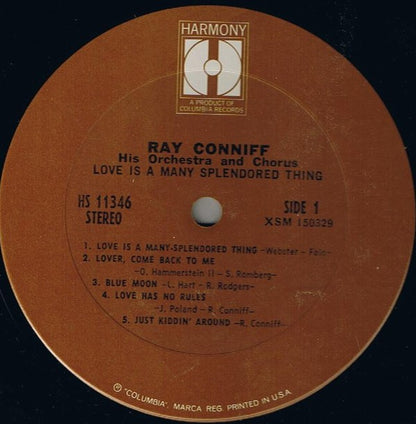 HARMONY
A PRODUCT OF
COLUMBIA RECORDS
RAY CONNIFF
His Orchestra and Chorus
LOVE IS A MANY SPLENDORED THING
HS 11346
STEREO
SIDE 1
XSM 150329
1. LOVE IS A MANY-SPLENDORED THING -Webster - Fain-
2. LOVER, COME BACK TO ME
-O. Hammerstein II - S. Romberg-
3. BLUE MOON -L. Hart - R. Rodgers-
4. LOVE HAS NO RULES
-J. Poland - R. Conniff-
5. JUST KIDDIN' AROUND -R. Conniff-
℗ "COLUMBIA". MARCA REG. PRINTED IN U.S.A.